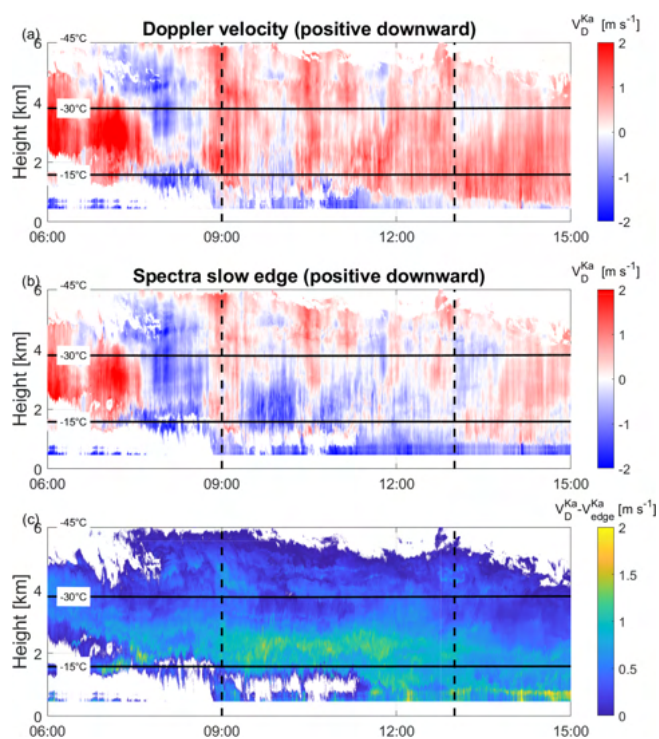 (a) Doppler velocity (positive downward) V_D^Ka [m s⁻¹]
Height [km]
6
4
2
0
-45°C
-30°C
-15°C
06:00 09:00 12:00 15:00
2
1
0
-1
-2
(b) Spectra slow edge (positive downward) V_D^Ka [m s⁻¹]
Height [km]
6
4
2
0
-45°C
-30°C
-15°C
06:00 09:00 12:00 15:00
2
1
0
-1
-2
(c) V_D^Ka-V_edge^Ka [m s⁻¹]
Height [km]
6
4
2
0
-45°C
-30°C
-15°C
06:00 09:00 12:00 15:00
2
1.5
1
0.5
0